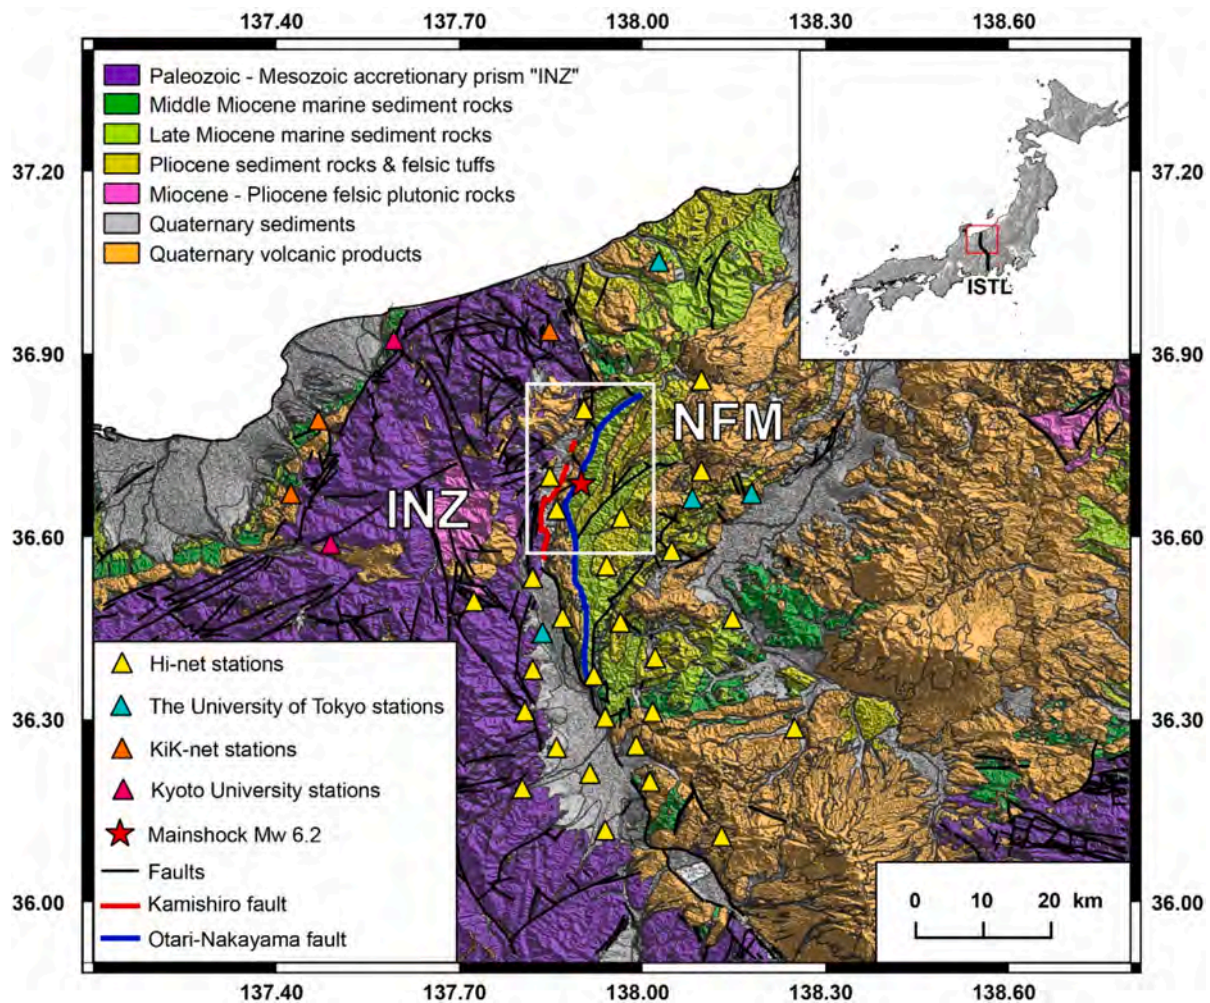 137.40 137.70 138.00 138.30 138.60
Paleozoic - Mesozoic accretionary prism "INZ"
Middle Miocene marine sediment rocks
Late Miocene marine sediment rocks
Pliocene sediment rocks & felsic tuffs
Miocene - Pliocene felsic plutonic rocks
Quaternary sediments
Quaternary volcanic products
ISTL
37.20 37.20
36.90 36.90
NFM
INZ
36.60 36.60
Hi-net stations
The University of Tokyo stations
KiK-net stations
Kyoto University stations
Mainshock Mw 6.2
Faults
Kamishiro fault
Otari-Nakayama fault
36.30 36.30
0 10 20 km
36.00 36.00
137.40 137.70 138.00 138.30 138.60